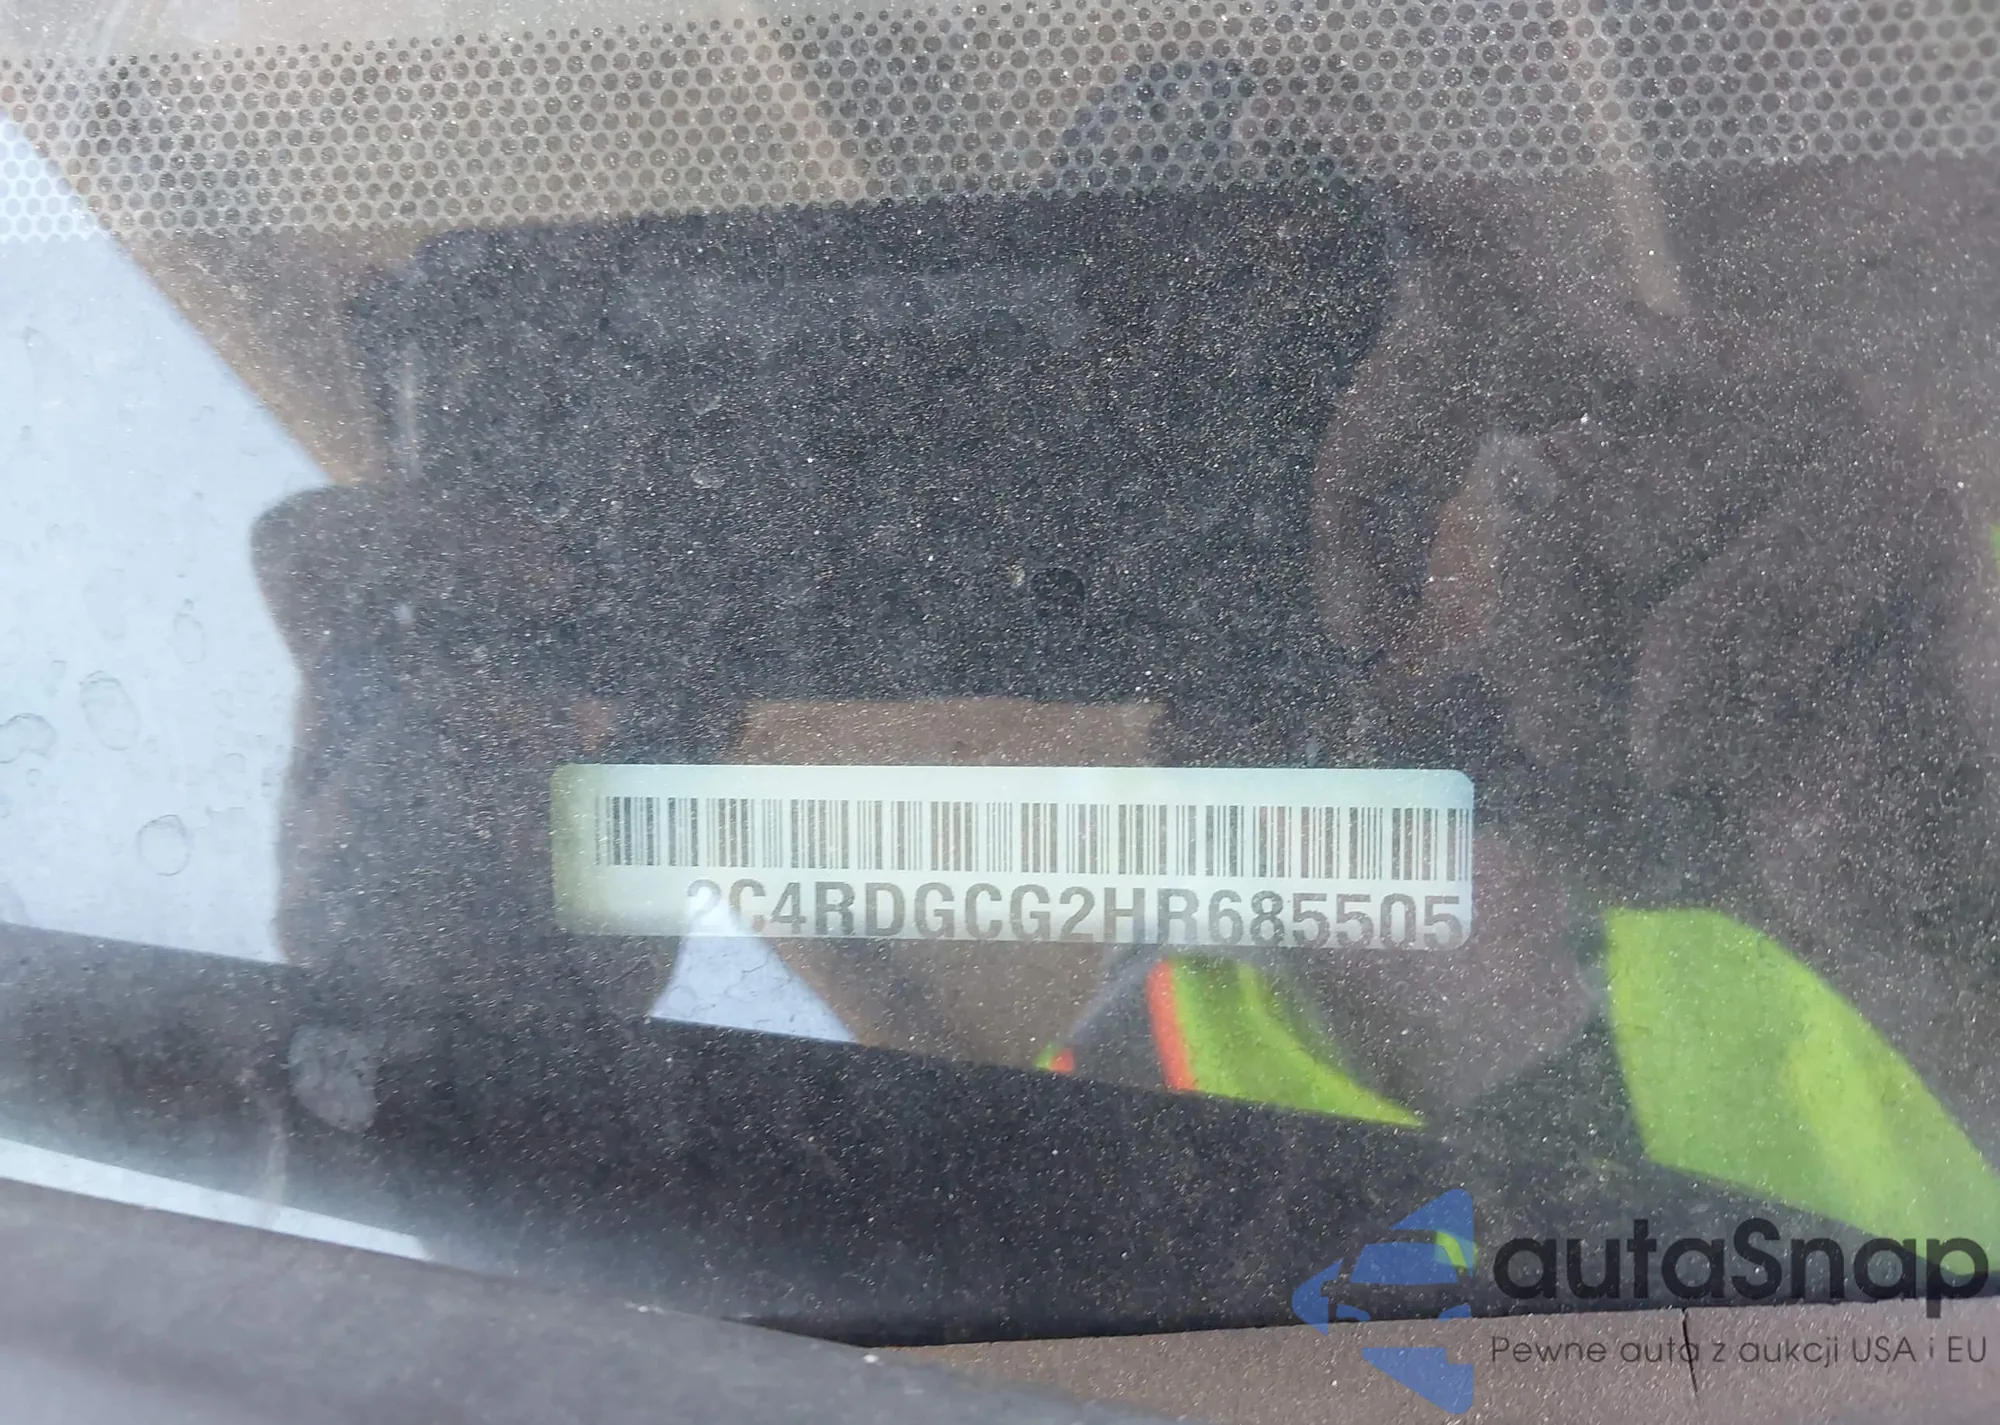 2C4RDGCG2HR685505
autaSnap
Pewne auta z aukcji USA i EU